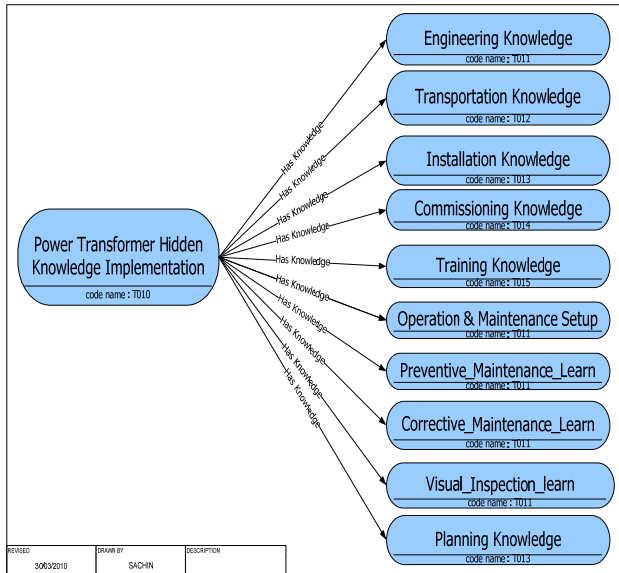 Engineering Knowledge
code name : T011
Transportation Knowledge
code name : T012
Installation Knowledge
code name : T013
Commissioning Knowledge
code name : T014
Training Knowledge
code name : T015
Operation & Maintenance Setup
code name : T011
Preventive_Maintenance_Learn
code name : T011
Corrective_Maintenance_Learn
code name : T011
Visual_Inspection_learn
code name : T011
Planning Knowledge
code name : T013
Has Knowledge
Has Knowledge
Has Knowledge
Has Knowledge
Has Knowledge
Has Knowledge
Has Knowledge
Has Knowledge
Has Knowledge
Has Knowledge
Power Transformer Hidden
Knowledge Implementation
code name : T010
REVISED
30/03/2010
DRAWN BY
SACHIN
DESCRIPTION